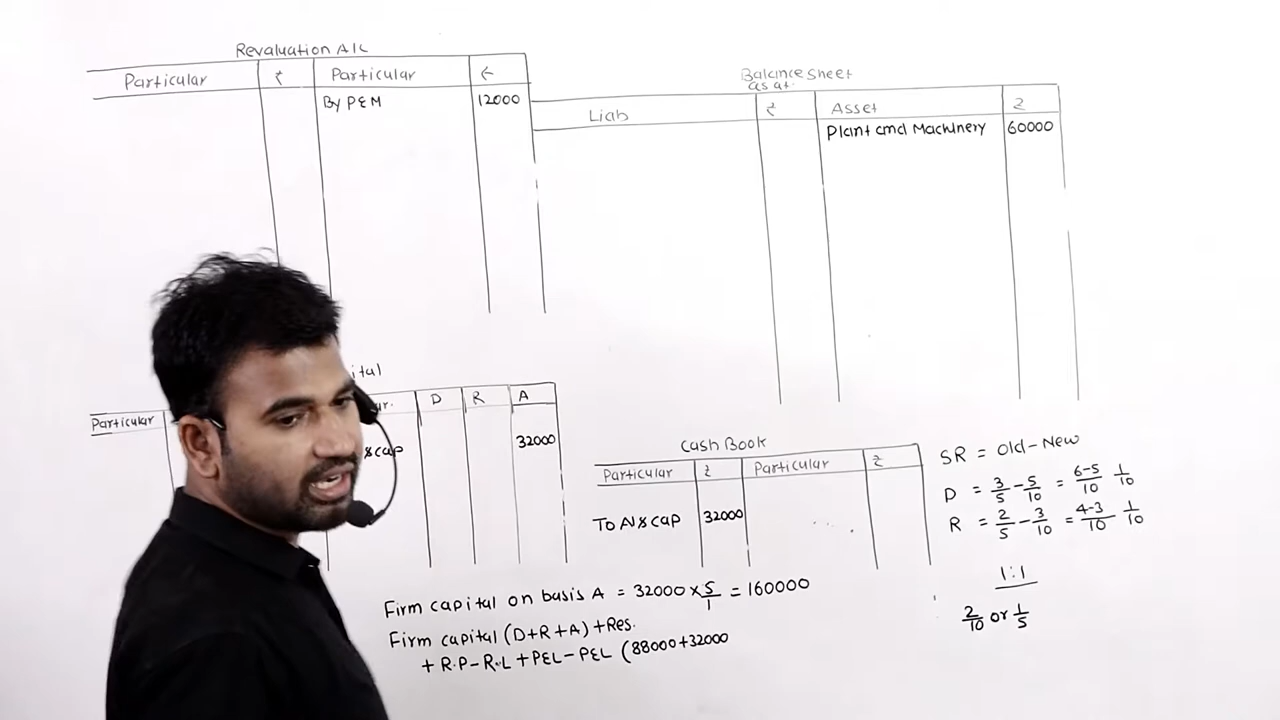 Revaluation A/C
Particular ₹ Particular ₹
By P&M 12000
Balance Sheet
as at
Liab ₹ Asset ₹
Plant and Machinery 60000
ital
Particular D R A
cap 32000
Cash Book
Particular ₹ Particular ₹
To A's cap 32000
SR = Old - New
D = 3/5 - 5/10 = 6-5/10 1/10
R = 2/5 - 3/10 = 4-3/10 1/10
1:1
2/10 or 1/5
Firm capital on basis A = 32000 × 5/1 = 160000
Firm capital (D+R+A) + Res.
+ R.P - R.L + P&L - P&L (88000+32000